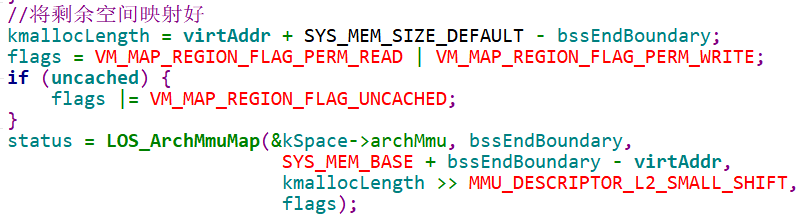 //将剩余空间映射好
kmallocLength = virtAddr + SYS_MEM_SIZE_DEFAULT - bssEndBoundary;
flags = VM_MAP_REGION_FLAG_PERM_READ | VM_MAP_REGION_FLAG_PERM_WRITE;
if (uncached) {
    flags |= VM_MAP_REGION_FLAG_UNCACHED;
}
status = LOS_ArchMmuMap(&kSpace->archMmu, bssEndBoundary,
                        SYS_MEM_BASE + bssEndBoundary - virtAddr,
                        kmallocLength >> MMU_DESCRIPTOR_L2_SMALL_SHIFT,
                        flags);